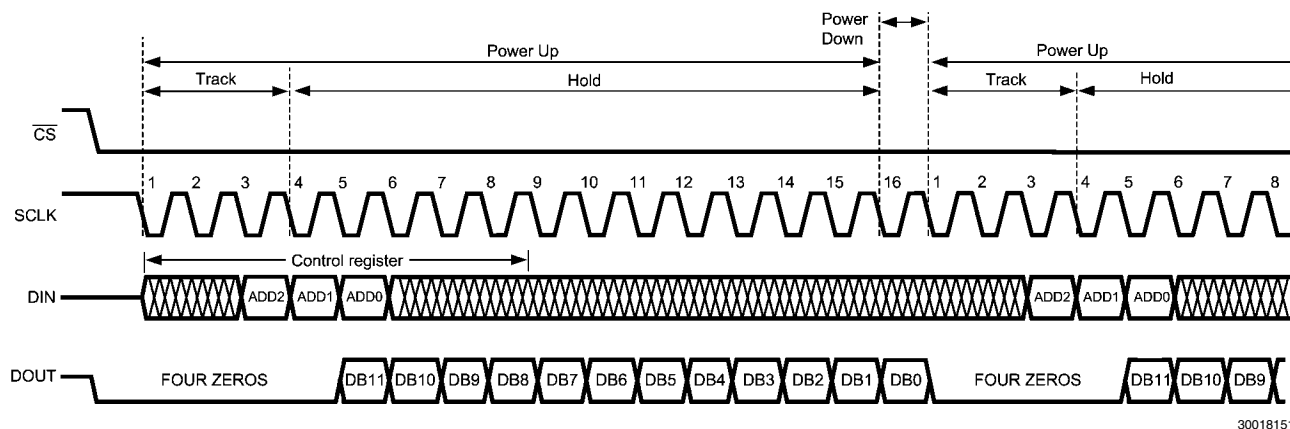 Power
Down
Power Up
Power Up
Track
Hold
Track
Hold
CS
1 2 3 4 5 6 7 8 9 10 11 12 13 14 15 16 1 2 3 4 5 6 7 8
SCLK
Control register
DIN
ADD2 ADD1 ADD0 ADD2 ADD1 ADD0
DOUT
FOUR ZEROS DB11 DB10 DB9 DB8 DB7 DB6 DB5 DB4 DB3 DB2 DB1 DB0 FOUR ZEROS DB11 DB10 DB9
30018151